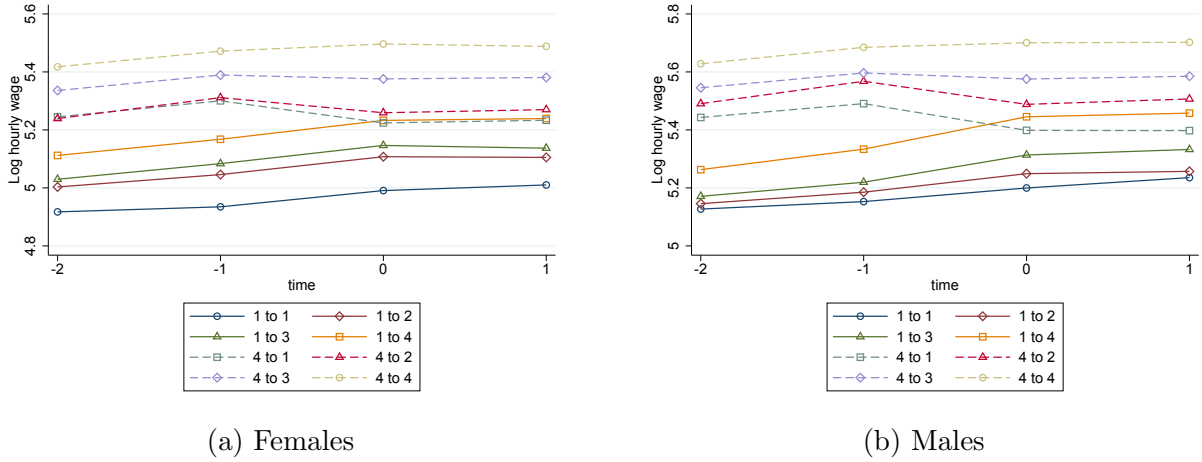 5.6
5.4
5.2
5
4.8
Log hourly wage
-2 -1 0 1
time
1 to 1 1 to 2
1 to 3 1 to 4
4 to 1 4 to 2
4 to 3 4 to 4
(a) Females
5.8
5.6
5.4
5.2
5
Log hourly wage
-2 -1 0 1
time
1 to 1 1 to 2
1 to 3 1 to 4
4 to 1 4 to 2
4 to 3 4 to 4
(b) Males